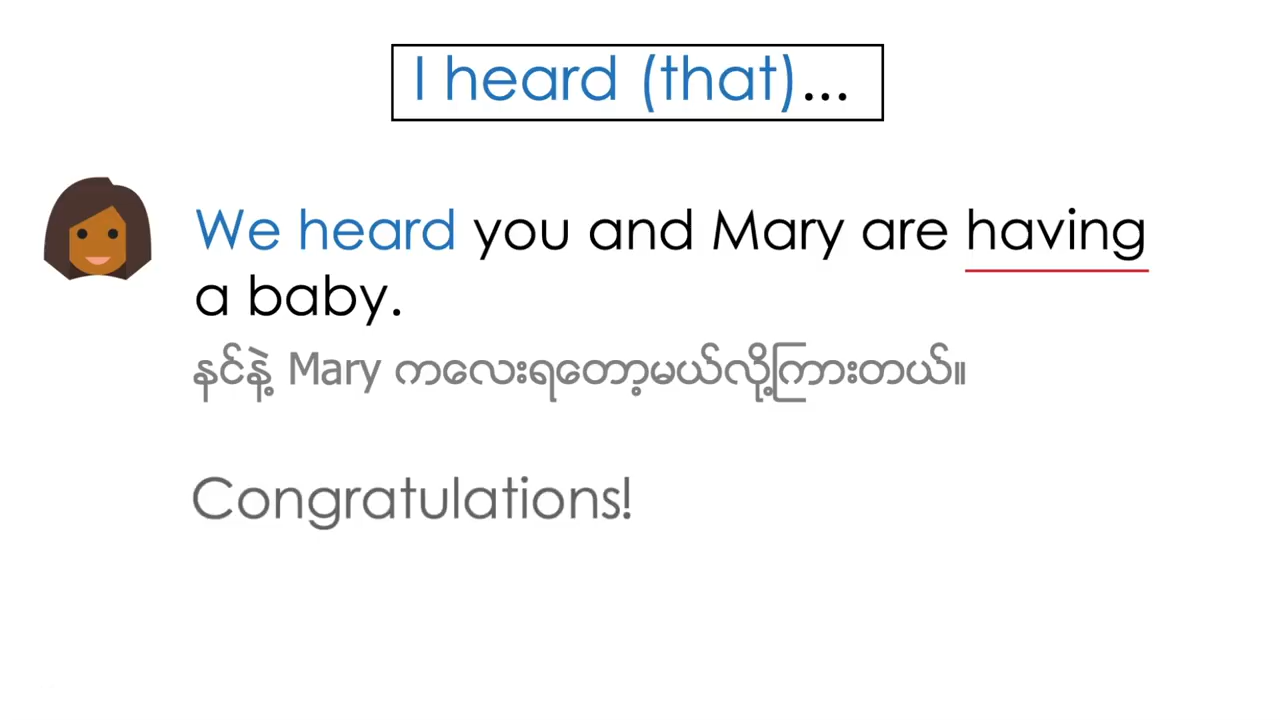 I heard (that)...
We heard you and Mary are having
a baby.
နင်နဲ့ Mary ကလေးရတော့မယ်လို့ကြားတယ်။
Congratulations!